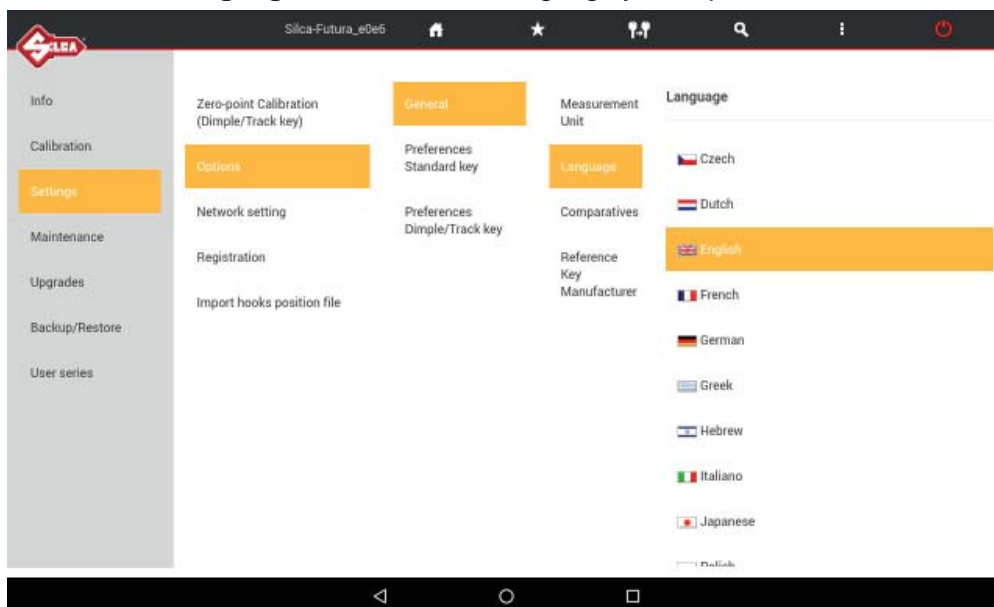 SILCA
Silca-Futura_e0e6
Info
Calibration
Settings
Maintenance
Upgrades
Backup/Restore
User series
Zero-point Calibration
(Dimple/Track key)
Options
Network setting
Registration
Import hooks position file
General
Preferences
Standard key
Preferences
Dimple/Track key
Measurement
Unit
Language
Comparatives
Reference
Key
Manufacturer
Language
Czech
Dutch
English
French
German
Greek
Hebrew
Italiano
Japanese
Polish